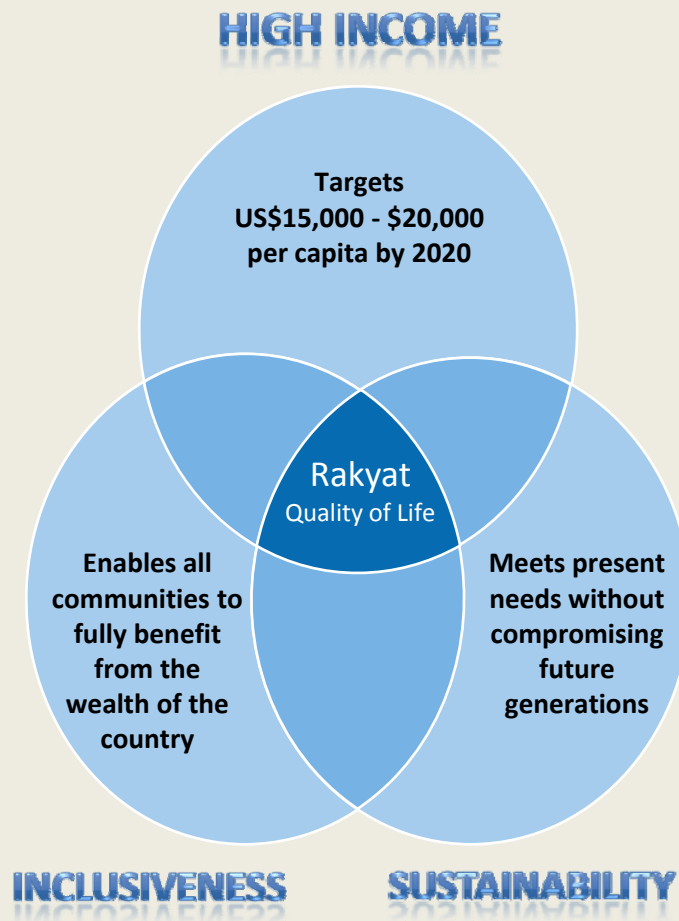 HIGH INCOME
Targets
US$15,000 - $20,000
per capita by 2020
Rakyat
Quality of Life
Enables all
communities to
fully benefit
from the
wealth of the
country
Meets present
needs without
compromising
future
generations
INCLUSIVENESS
SUSTAINABILITY